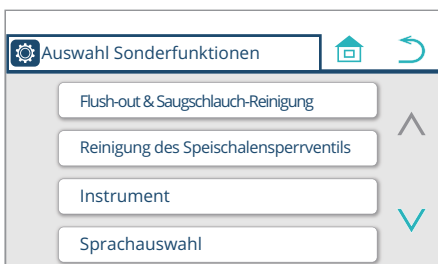 Auswahl Sonderfunktionen
Flush-out & Saugschlauch-Reinigung
Reinigung des Speischalensperrventils
Instrument
Sprachauswahl